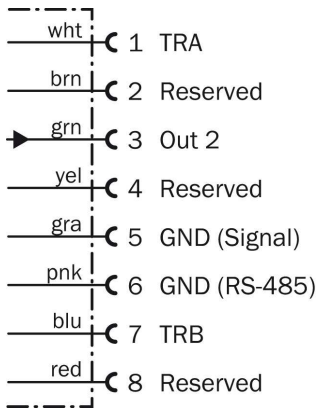 wht 1 TRA
brn 2 Reserved
grn 3 Out 2
yel 4 Reserved
gra 5 GND (Signal)
pnk 6 GND (RS-485)
blu 7 TRB
red 8 Reserved